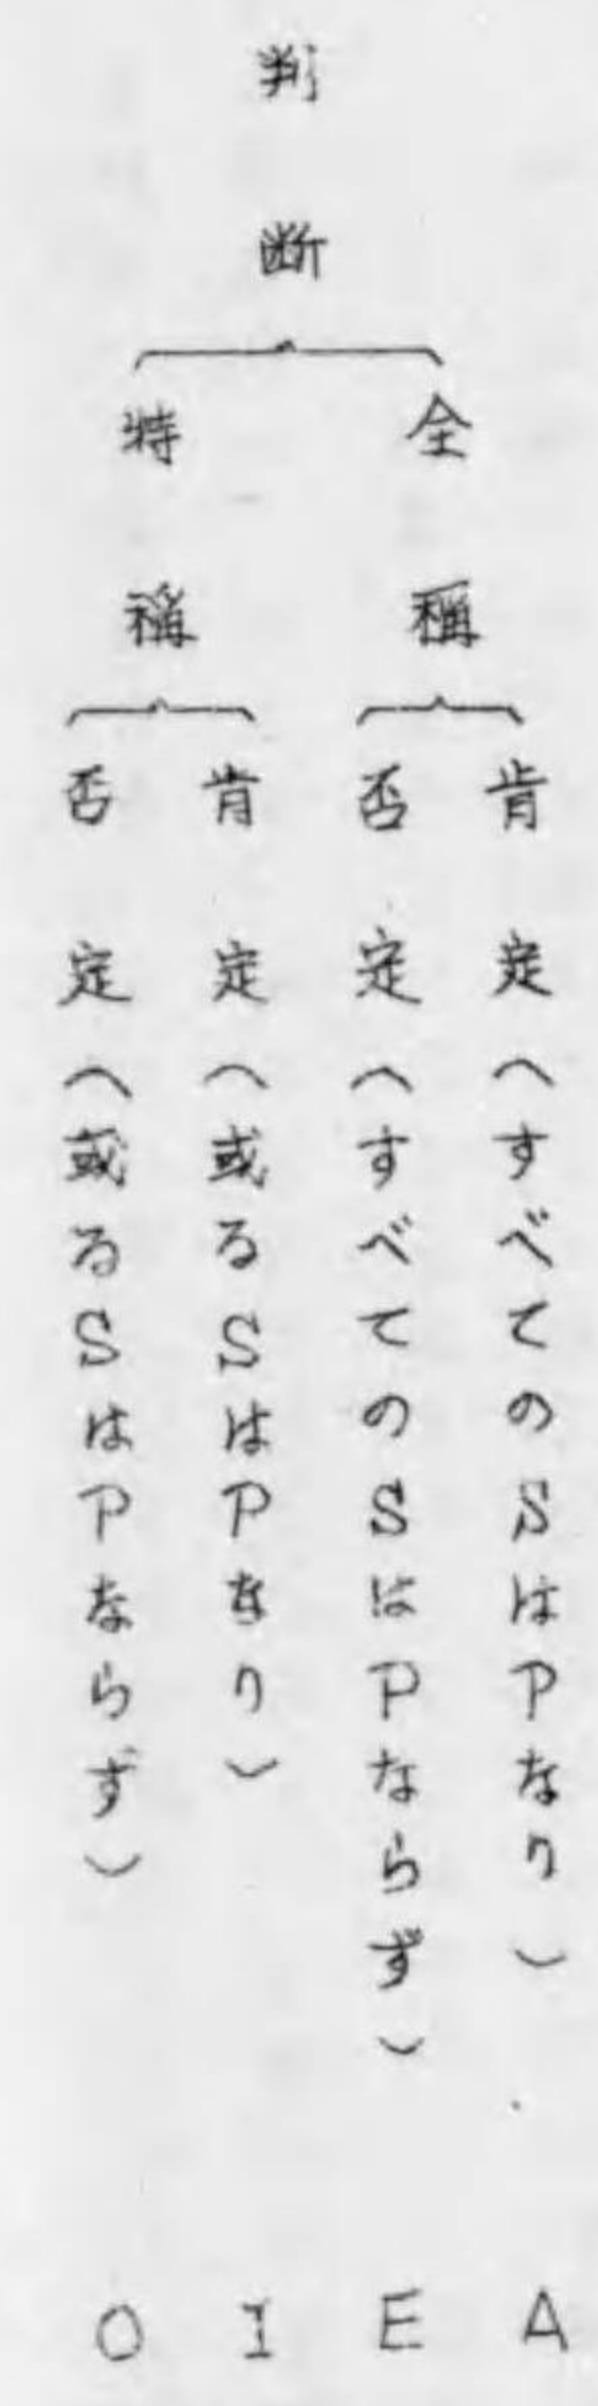 判断
全稱
肯定(すべてのSはPなり) A
否定(すべてのSはPならず) E
特稱
肯定(或るSはPなり) I
否定(或るSはPならず) O